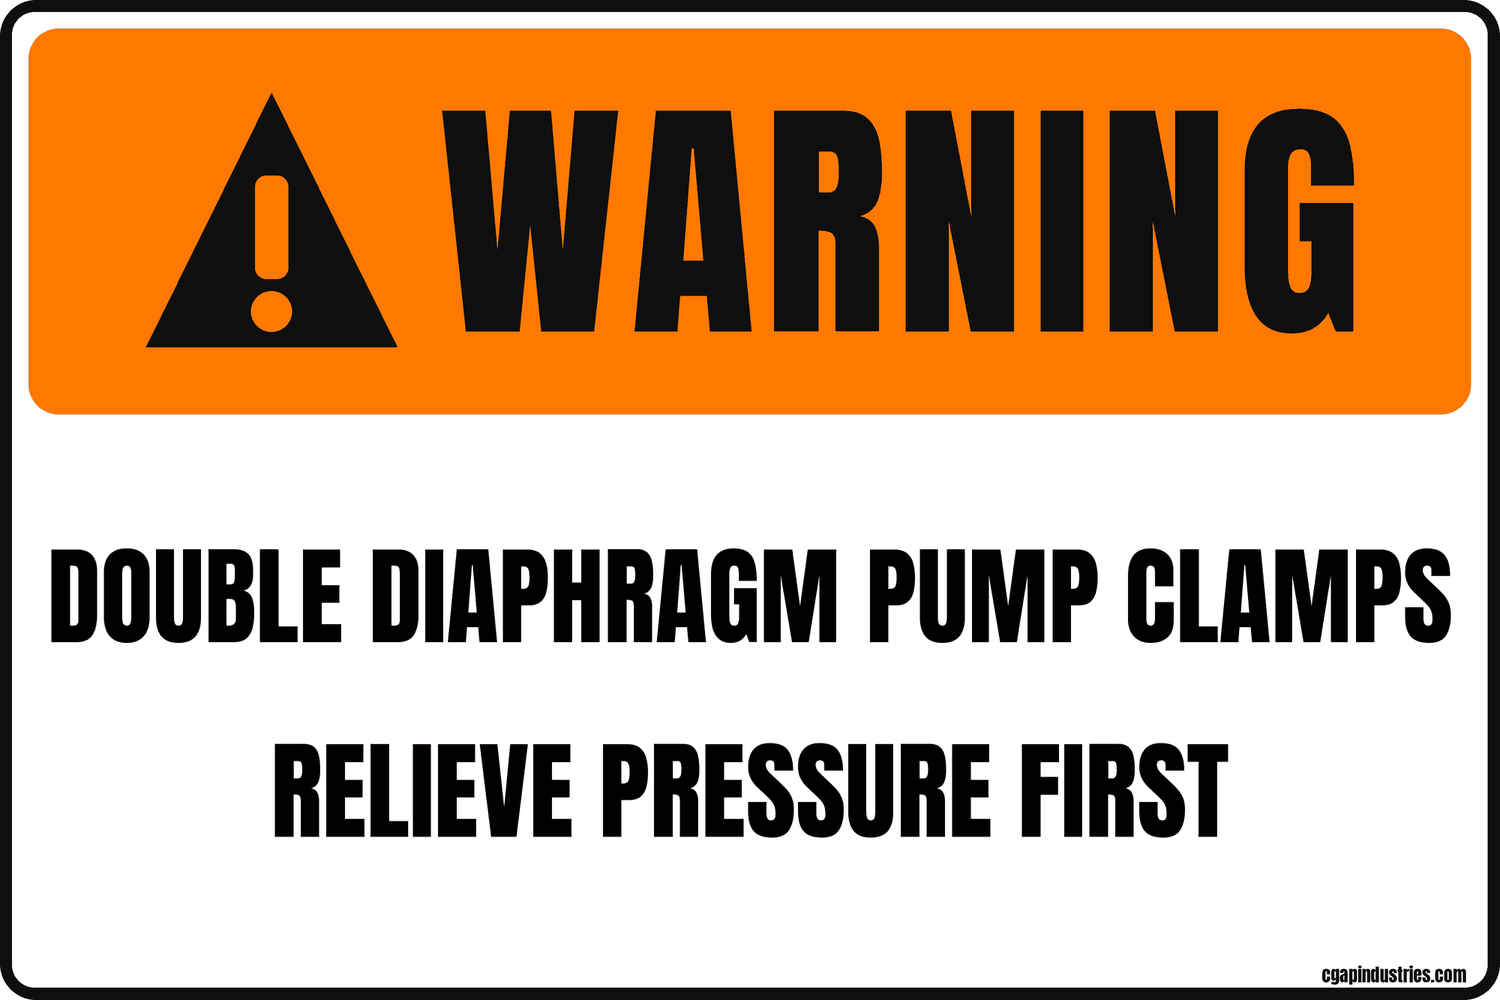 WARNING
DOUBLE DIAPHRAGM PUMP CLAMPS
RELIEVE PRESSURE FIRST
cgapindustries.com